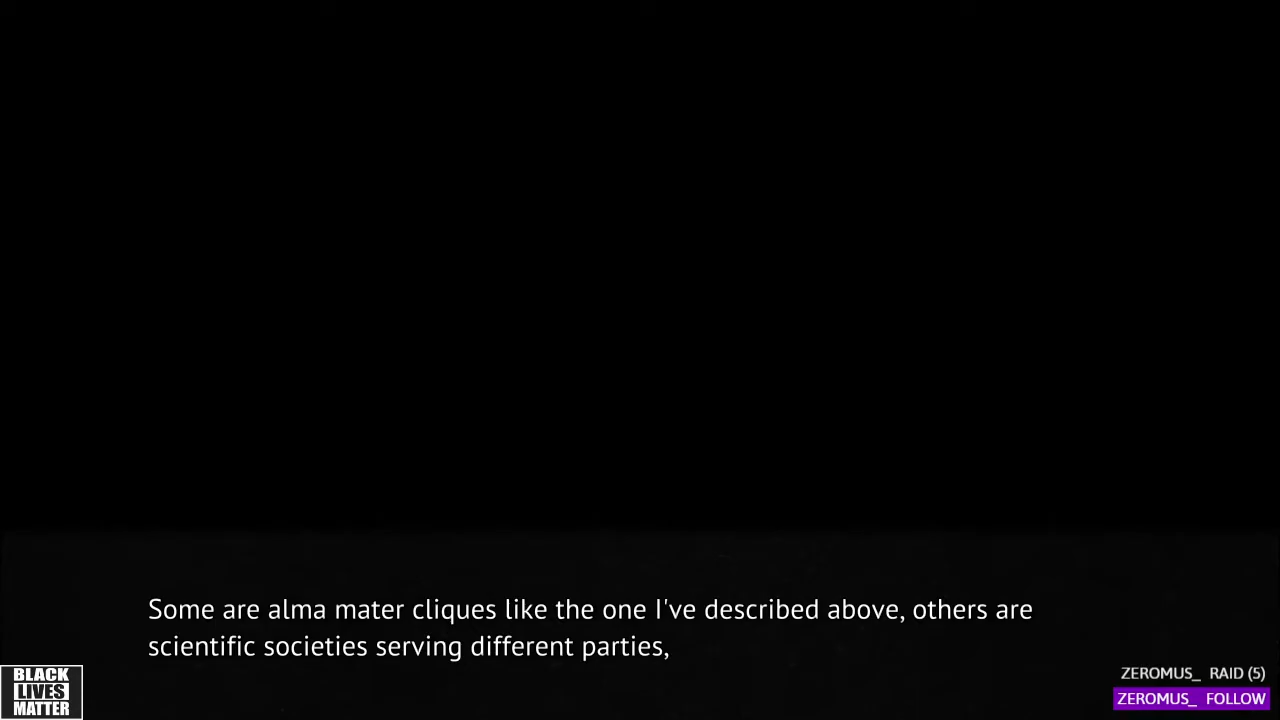 Some are alma mater cliques like the one I've described above, others are
scientific societies serving different parties,
BLACK
LIVES
MATTER
ZEROMUS_ RAID (5)
ZEROMUS_ FOLLOW